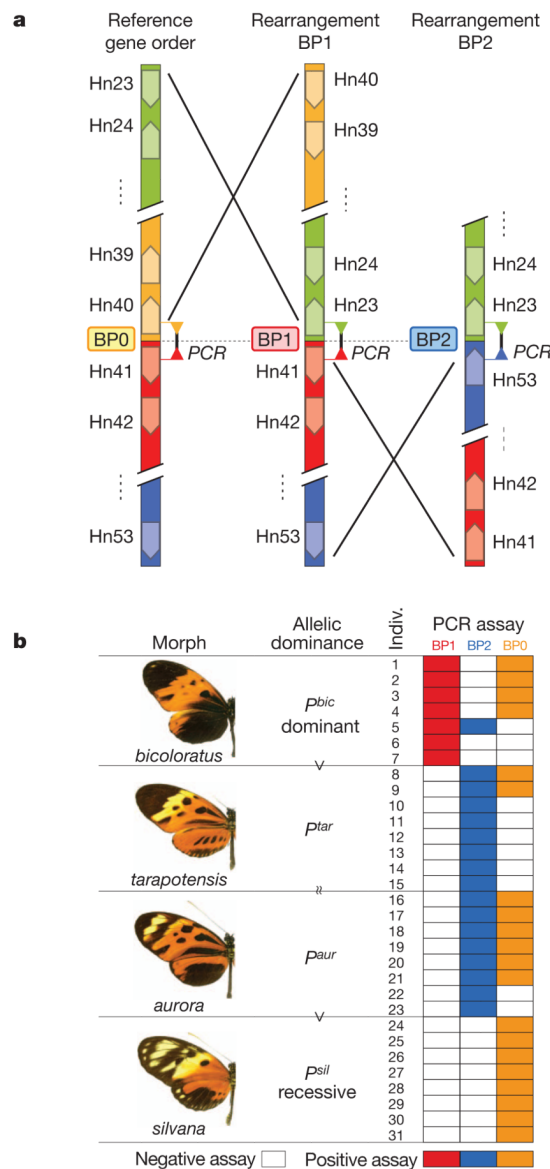 a
Reference
gene order
Rearrangement
BP1
Rearrangement
BP2
Hn23
Hn24
Hn39
Hn40
BP0
PCR
Hn41
Hn42
Hn53
Hn40
Hn39
Hn24
Hn23
BP1
PCR
Hn41
Hn42
Hn53
Hn24
Hn23
BP2
PCR
Hn53
Hn42
Hn41
b
Morph
Allelic
dominance
Indiv.
PCR assay
BP1 BP2 BP0
bicoloratus
Pbic
dominant
1
2
3
4
5
6
7
>
tarapotensis
Ptar
8
9
10
11
12
13
14
15
≈
aurora
Paur
16
17
18
19
20
21
22
23
>
silvana
Psil
recessive
24
25
26
27
28
29
30
31
Negative assay
Positive assay